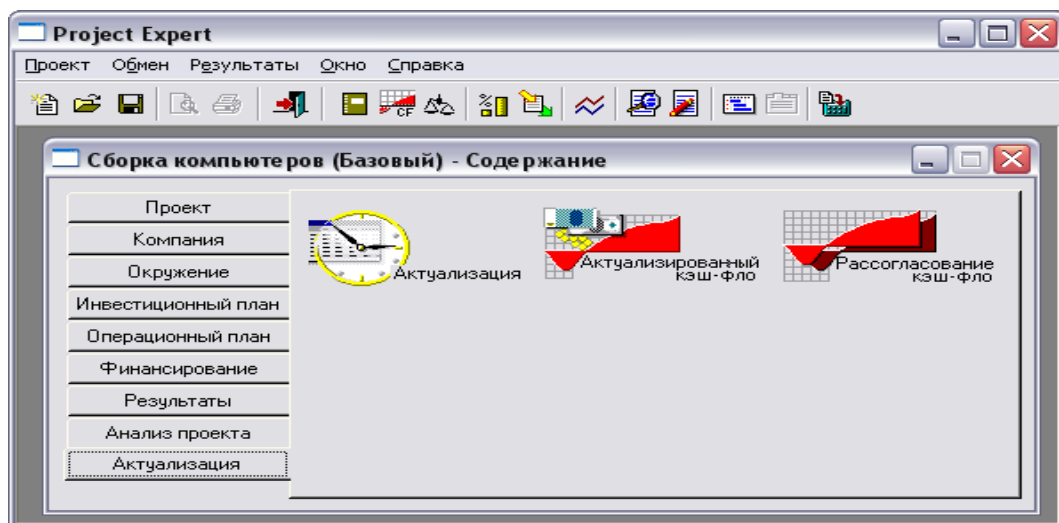 Project Expert
Проект Обмен Результаты Окно Справка
CF
Сборка компьютеров (Базовый) - Содержание
Проект
Компания
Окружение
Инвестиционный план
Операционный план
Финансирование
Результаты
Анализ проекта
Актуализация
Актуализация
Актуализированный
кэш-фло
Рассогласование
кэш-фло